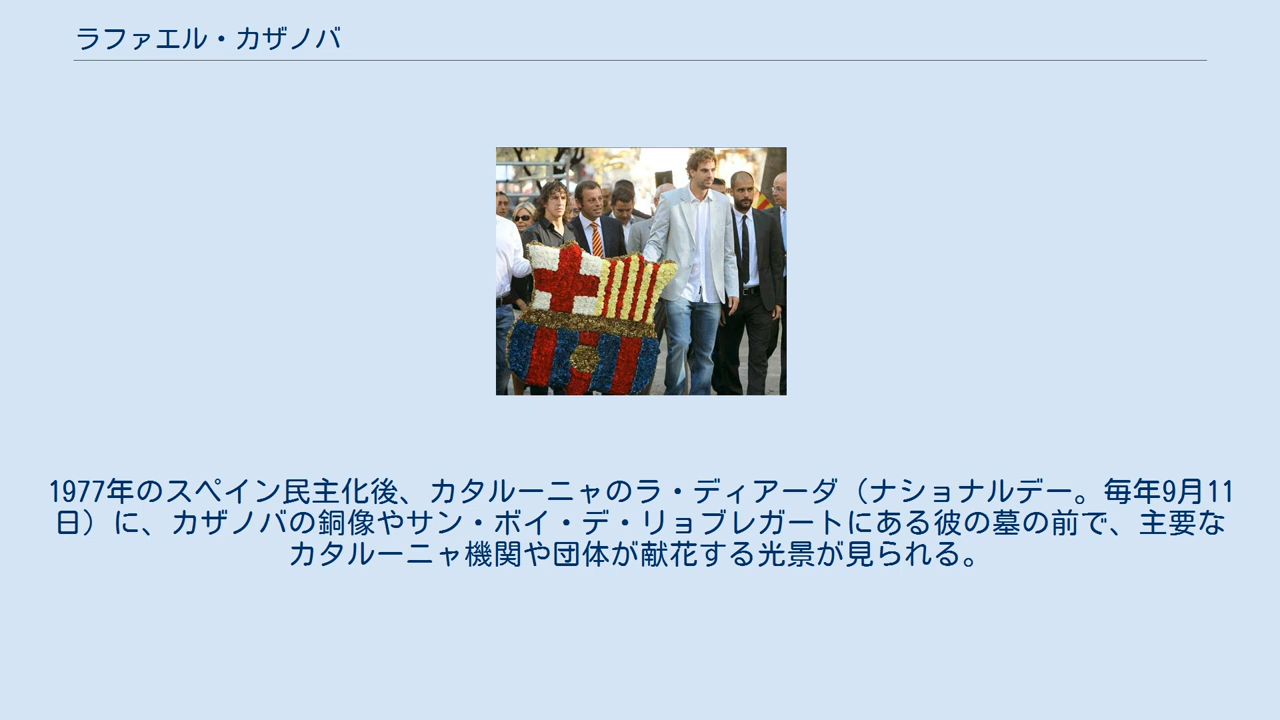 ラファエル・カザノバ
1977年のスペイン民主化後、カタルーニャのラ・ディアーダ（ナショナルデー。毎年9月11
日）に、カザノバの銅像やサン・ボイ・デ・リョブレガートにある彼の墓の前で、主要な
カタルーニャ機関や団体が献花する光景が見られる。